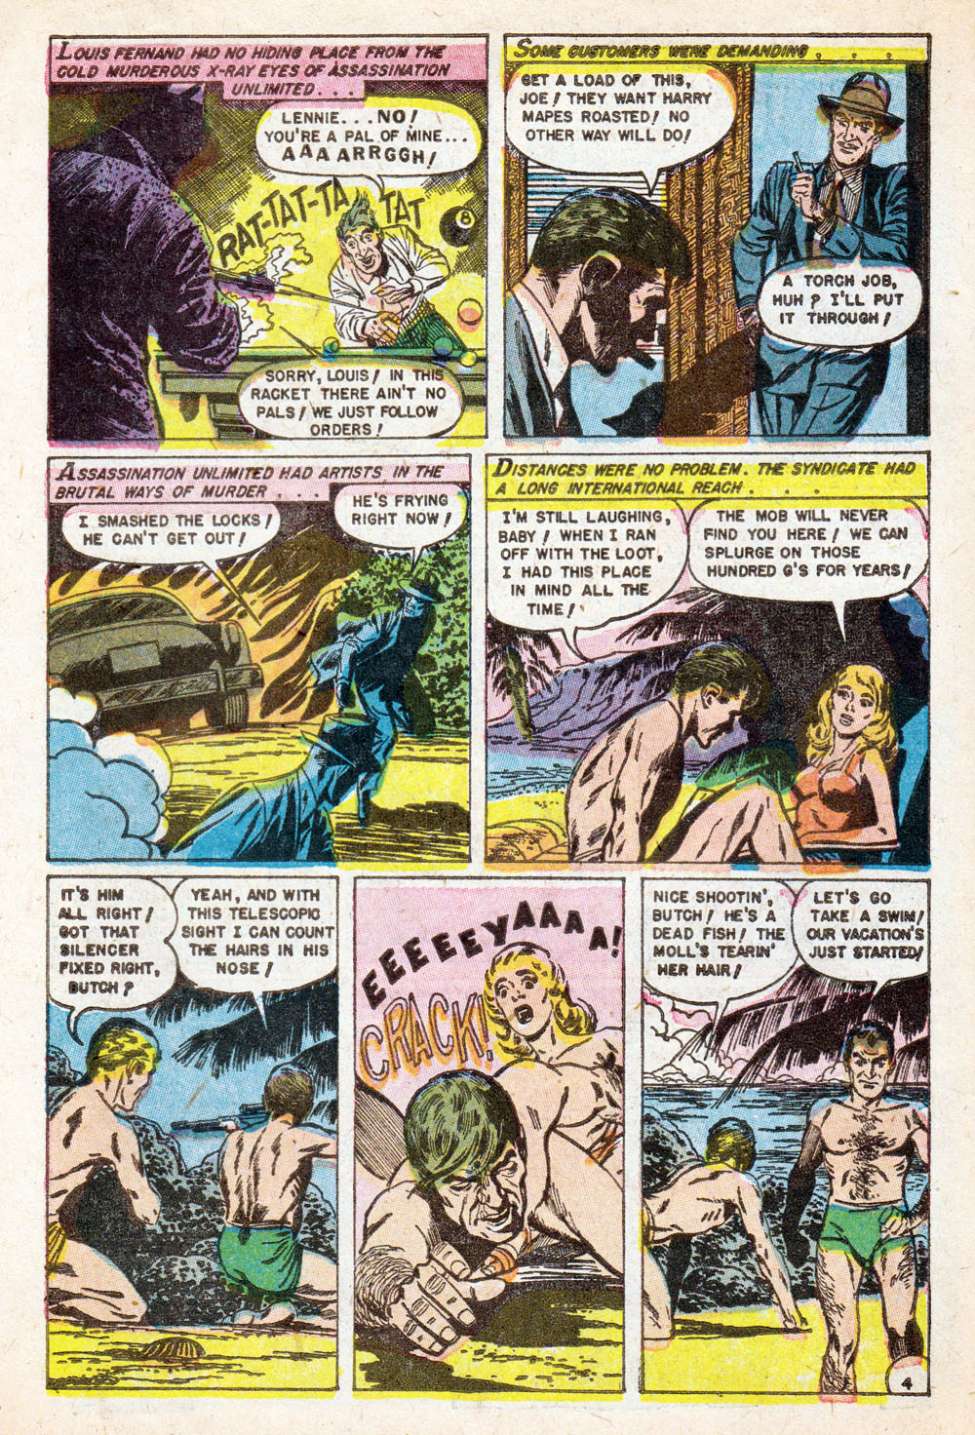 LOUIS FERNAND HAD NO HIDING PLACE FROM THE
COLD MURDEROUS X-RAY EYES OF ASSASSINATION
UNLIMITED . . .
LENNIE... NO!
YOU'RE A PAL OF MINE...
AAAARRGGH!
RAT-TAT-TA TAT
8
SORRY, LOUIS! IN THIS
RACKET THERE AIN'T NO
PALS! WE JUST FOLLOW
ORDERS!
SOME CUSTOMERS WERE DEMANDING . . . .
GET A LOAD OF THIS,
JOE! THEY WANT HARRY
MAPES ROASTED! NO
OTHER WAY WILL DO!
A TORCH JOB,
HUH? I'LL PUT
IT THROUGH!
ASSASSINATION UNLIMITED HAD ARTISTS IN THE
BRUTAL WAYS OF MURDER . . . .
I SMASHED THE LOCKS!
HE CAN'T GET OUT!
HE'S FRYING
RIGHT NOW!
DISTANCES WERE NO PROBLEM. THE SYNDICATE HAD
A LONG INTERNATIONAL REACH . . . .
I'M STILL LAUGHING,
BABY! WHEN I RAN
OFF WITH THE LOOT,
I HAD THIS PLACE
IN MIND ALL THE
TIME!
THE MOB WILL NEVER
FIND YOU HERE! WE CAN
SPLURGE ON THOSE
HUNDRED G'S FOR YEARS!
IT'S HIM
ALL RIGHT!
GOT THAT
SILENCER
FIXED RIGHT,
BUTCH?
YEAH, AND WITH
THIS TELESCOPIC
SIGHT I CAN COUNT
THE HAIRS IN HIS
NOSE!
EEEEEYAAAA!
CRACK!
NICE SHOOTIN',
BUTCH! HE'S A
DEAD FISH! THE
MOLL'S TEARIN'
HER HAIR!
LET'S GO
TAKE A SWIM!
OUR VACATION'S
JUST STARTED!
4